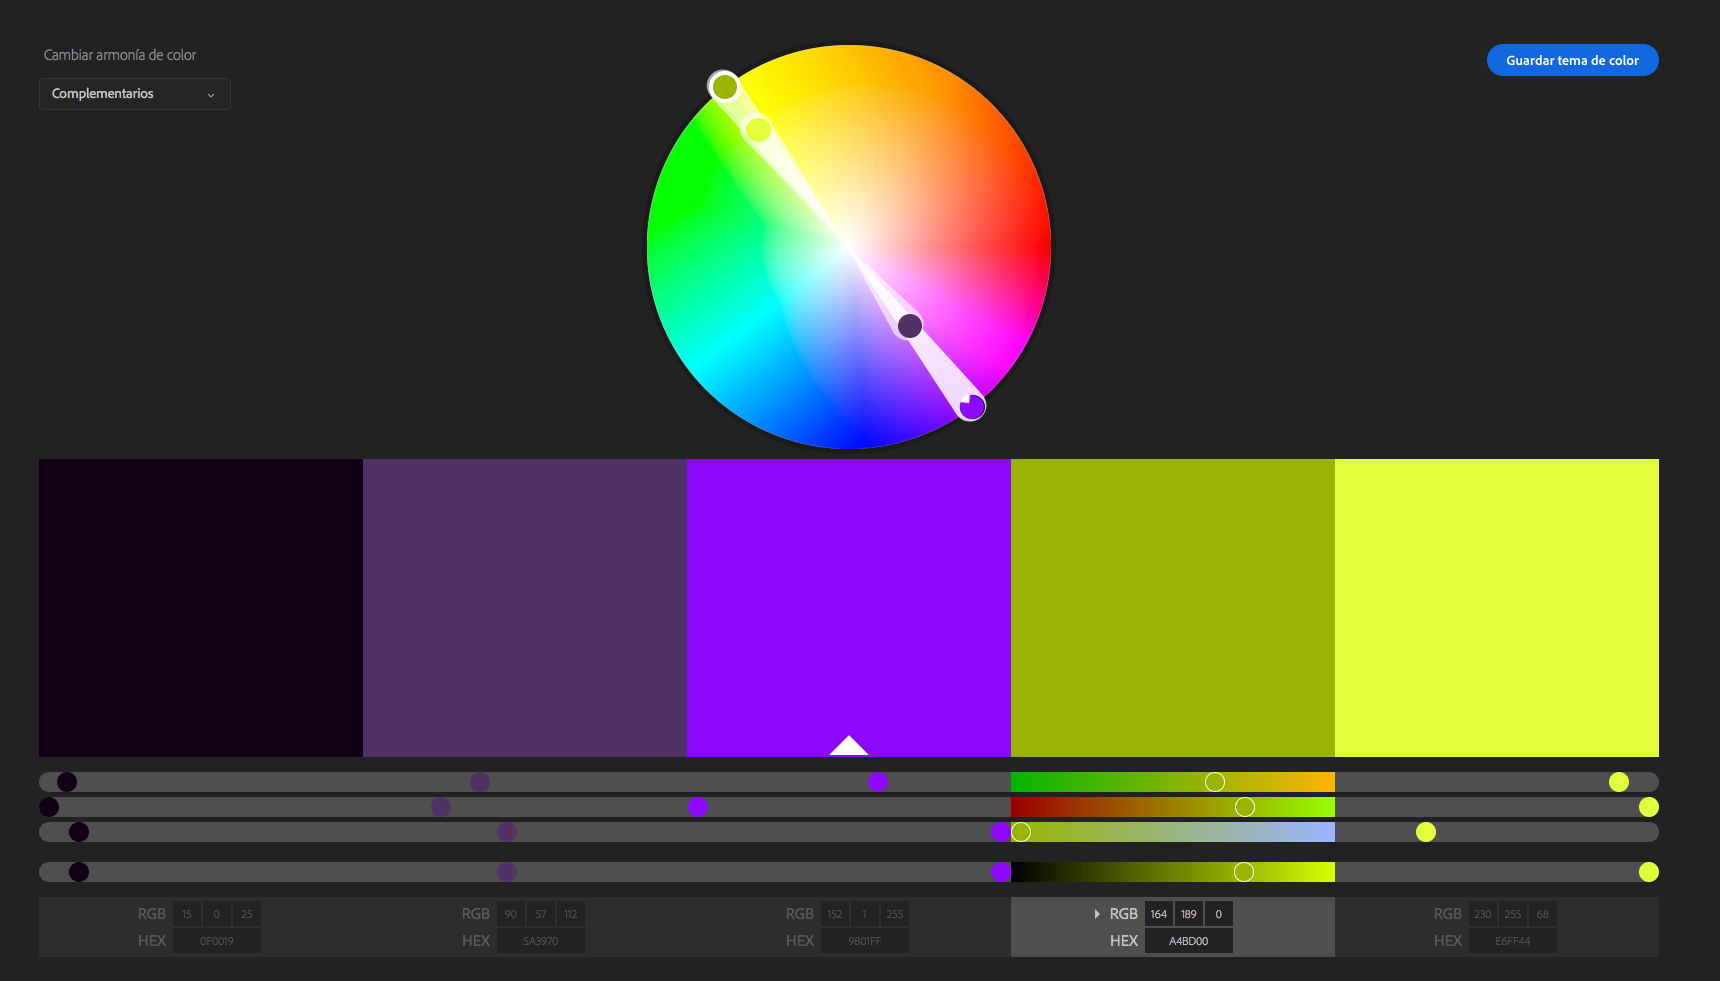 Cambiar armonía de color
Guardar tema de color
Complementarios
RGB 15 0 25
HEX 0F0019
RGB 90 57 112
HEX 5A3970
RGB 152 1 255
HEX 9801FF
RGB 164 189 0
HEX A4BD00
RGB 230 255 68
HEX E6FF44